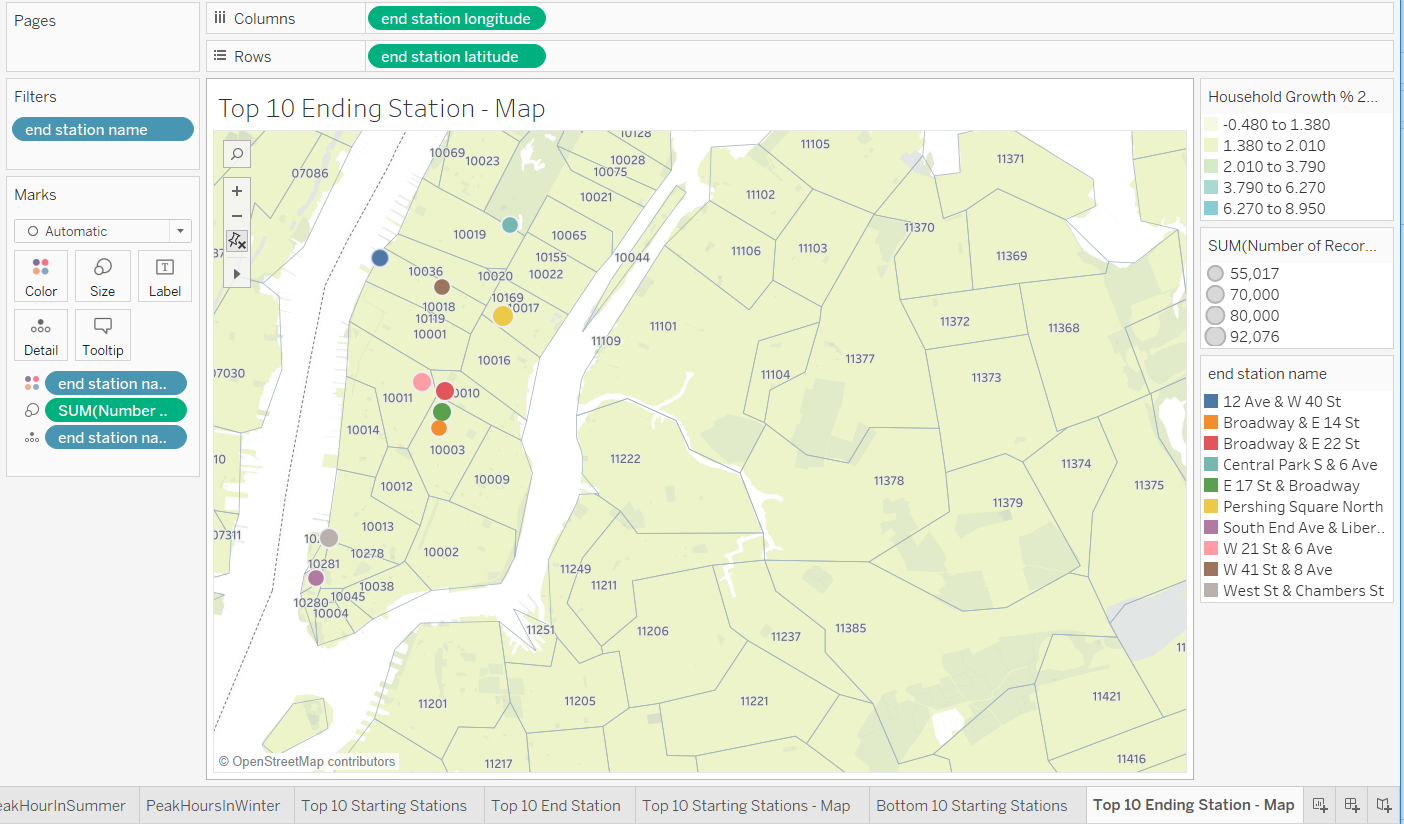 Pages
Columns
end station longitude
Rows
end station latitude
Filters
end station name
Marks
Automatic
Color
Size
Label
Detail
Tooltip
end station na..
SUM(Number ..
end station na..
Top 10 Ending Station - Map
10128
11105
10069
10023
10028
11371
07086
10075
10021
11102
11370
10019
10065
11106
11103
11369
10155
10044
10036
10020
10022
10169
10018
10017
10119
11101
11372
11368
10001
11109
10016
11377
07030
11104
11373
10011
10010
10014
10003
11222
11374
10012
10009
11378
11375
11379
10013
07311
10278
10002
10281
11249
10038
11211
10280
10045
10004
11251
11206
11237
11385
11201
11205
11221
11421
11217
11416
© OpenStreetMap contributors
Household Growth % 2...
-0.480 to 1.380
1.380 to 2.010
2.010 to 3.790
3.790 to 6.270
6.270 to 8.950
SUM(Number of Recor...
55,017
70,000
80,000
92,076
end station name
12 Ave & W 40 St
Broadway & E 14 St
Broadway & E 22 St
Central Park S & 6 Ave
E 17 St & Broadway
Pershing Square North
South End Ave & Liber..
W 21 St & 6 Ave
W 41 St & 8 Ave
West St & Chambers St
eakHourInSummer
PeakHoursInWinter
Top 10 Starting Stations
Top 10 End Station
Top 10 Starting Stations - Map
Bottom 10 Starting Stations
Top 10 Ending Station - Map